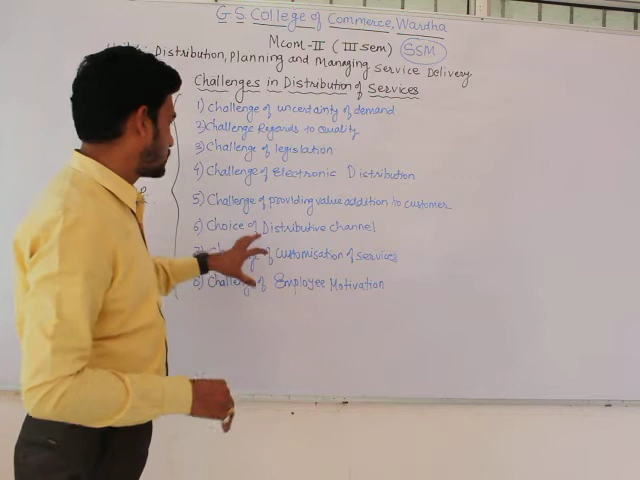 G S College of Commerce, Wardha
Mcom-II (III sem) SSM
Distribution, Planning and Managing Service Delivery
Challenges in Distribution of Services
1) Challenge of uncertainty of demand
2) Challenge Regards to Quality
3) Challenge of legislation
4) Challenge of Electronic Distribution
5) Challenge of providing value addition to customer
6) Choice of Distributive Channel
of Customisation of Services
8) Challenge of Employee Motivation